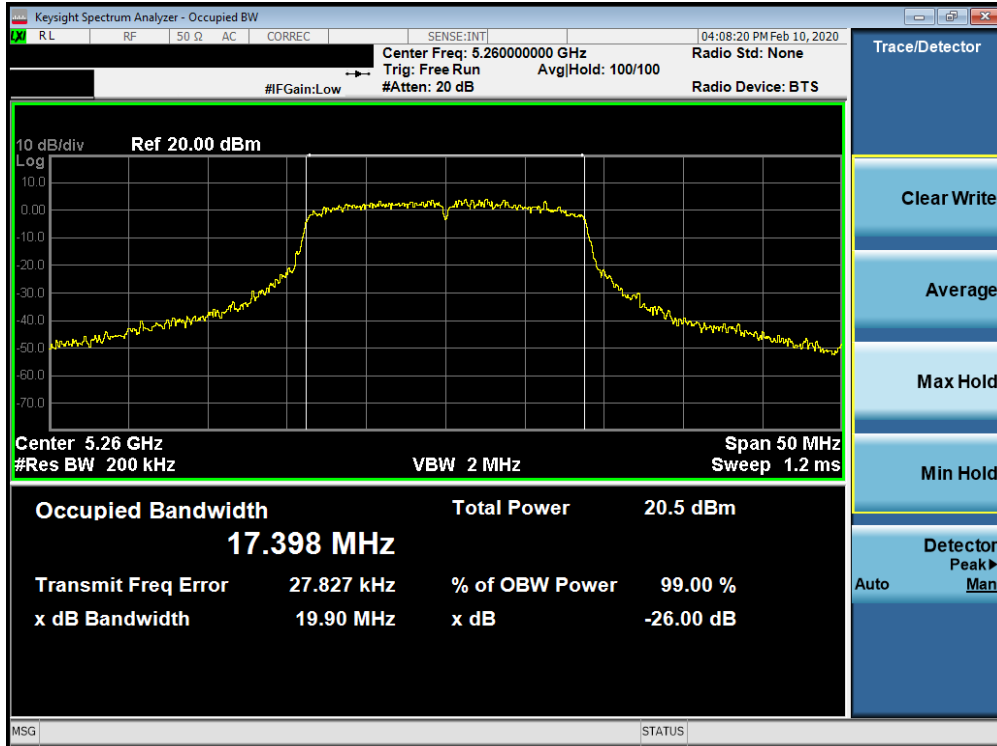 Keysight Spectrum Analyzer - Occupied BW
LXI RL RF 50 Ω AC CORREC SENSE:INT 04:08:20 PM Feb 10, 2020
Center Freq: 5.260000000 GHz Radio Std: None
Trig: Free Run Avg|Hold: 100/100
#IFGain:Low #Atten: 20 dB Radio Device: BTS
10 dB/div Ref 20.00 dBm
Log
10.0
0.00
-10.0
-20.0
-30.0
-40.0
-50.0
-60.0
-70.0
Center 5.26 GHz Span 50 MHz
#Res BW 200 kHz VBW 2 MHz Sweep 1.2 ms
Occupied Bandwidth Total Power 20.5 dBm
17.398 MHz
Transmit Freq Error 27.827 kHz % of OBW Power 99.00 %
x dB Bandwidth 19.90 MHz x dB -26.00 dB
MSG STATUS
Trace/Detector
Clear Write
Average
Max Hold
Min Hold
Detector
Peak▶
Auto Man